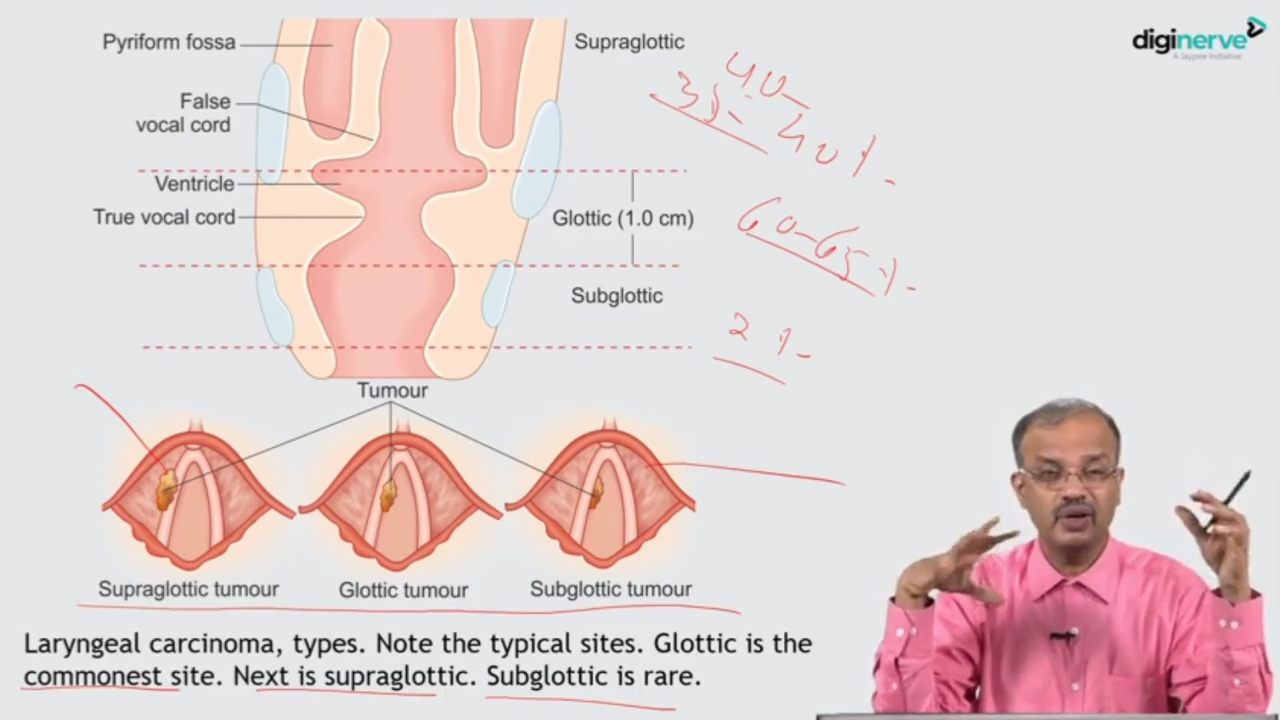 diginerve
A Jaypee Initiative
Pyriform fossa
Supraglottic
False
vocal cord
40
35-40%
Ventricle
True vocal cord
Glottic (1.0 cm)
60-65%
Subglottic
2%
Tumour
Supraglottic tumour
Glottic tumour
Subglottic tumour
Laryngeal carcinoma, types. Note the typical sites. Glottic is the
commonest site. Next is supraglottic. Subglottic is rare.